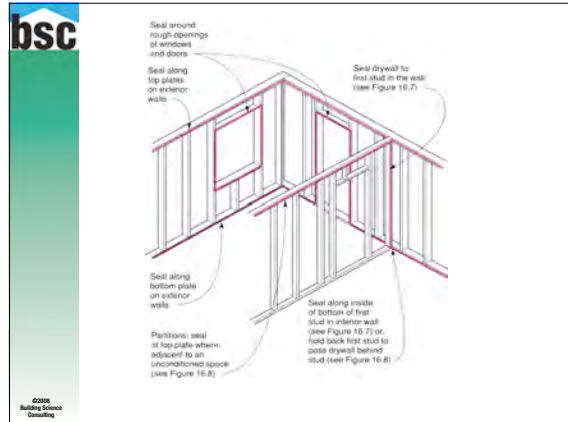 bsc
Seal around
rough openings
of windows
and doors
Seal along
top plates
on exterior
walls
Seal drywall to
first stud in the wall
(see Figure 16.7)
Seal along
bottom plate
on exterior
walls
Partitions: seal
at top plate when
adjacent to an
unconditioned space
(see Figure 16.8)
Seal along inside
of bottom of first
stud in interior wall
(see Figure 16.7) or,
hold back first stud to
pass drywall behind
stud (see Figure 16.8)
©2008
Building Science
Consulting